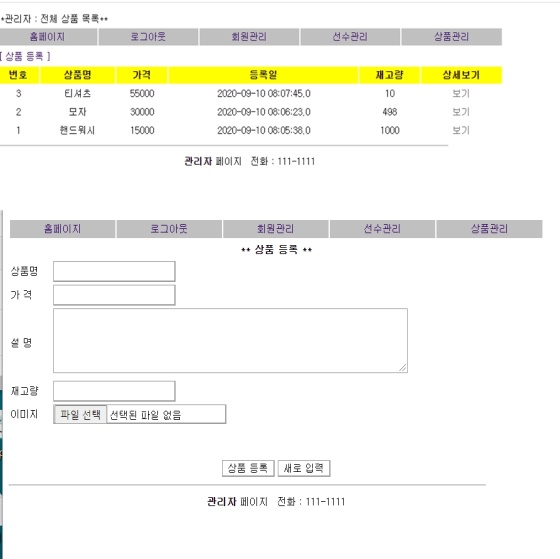 **관리자 : 전체 상품 목록**
홈페이지 로그아웃 회원관리 선수관리 상품관리
[ 상품 등록 ]
번호 상품명 가격 등록일 재고량 상세보기
3 티셔츠 55000 2020-09-10 08:07:45.0 10 보기
2 모자 30000 2020-09-10 08:06:23.0 498 보기
1 핸드워시 15000 2020-09-10 08:05:38.0 1000 보기
관리자 페이지 전화 : 111-1111
홈페이지 로그아웃 회원관리 선수관리 상품관리
** 상품 등록 **
상품명
가 격
설 명
재고량
이미지 파일 선택 선택된 파일 없음
상품 등록 새로 입력
관리자 페이지 전화 : 111-1111